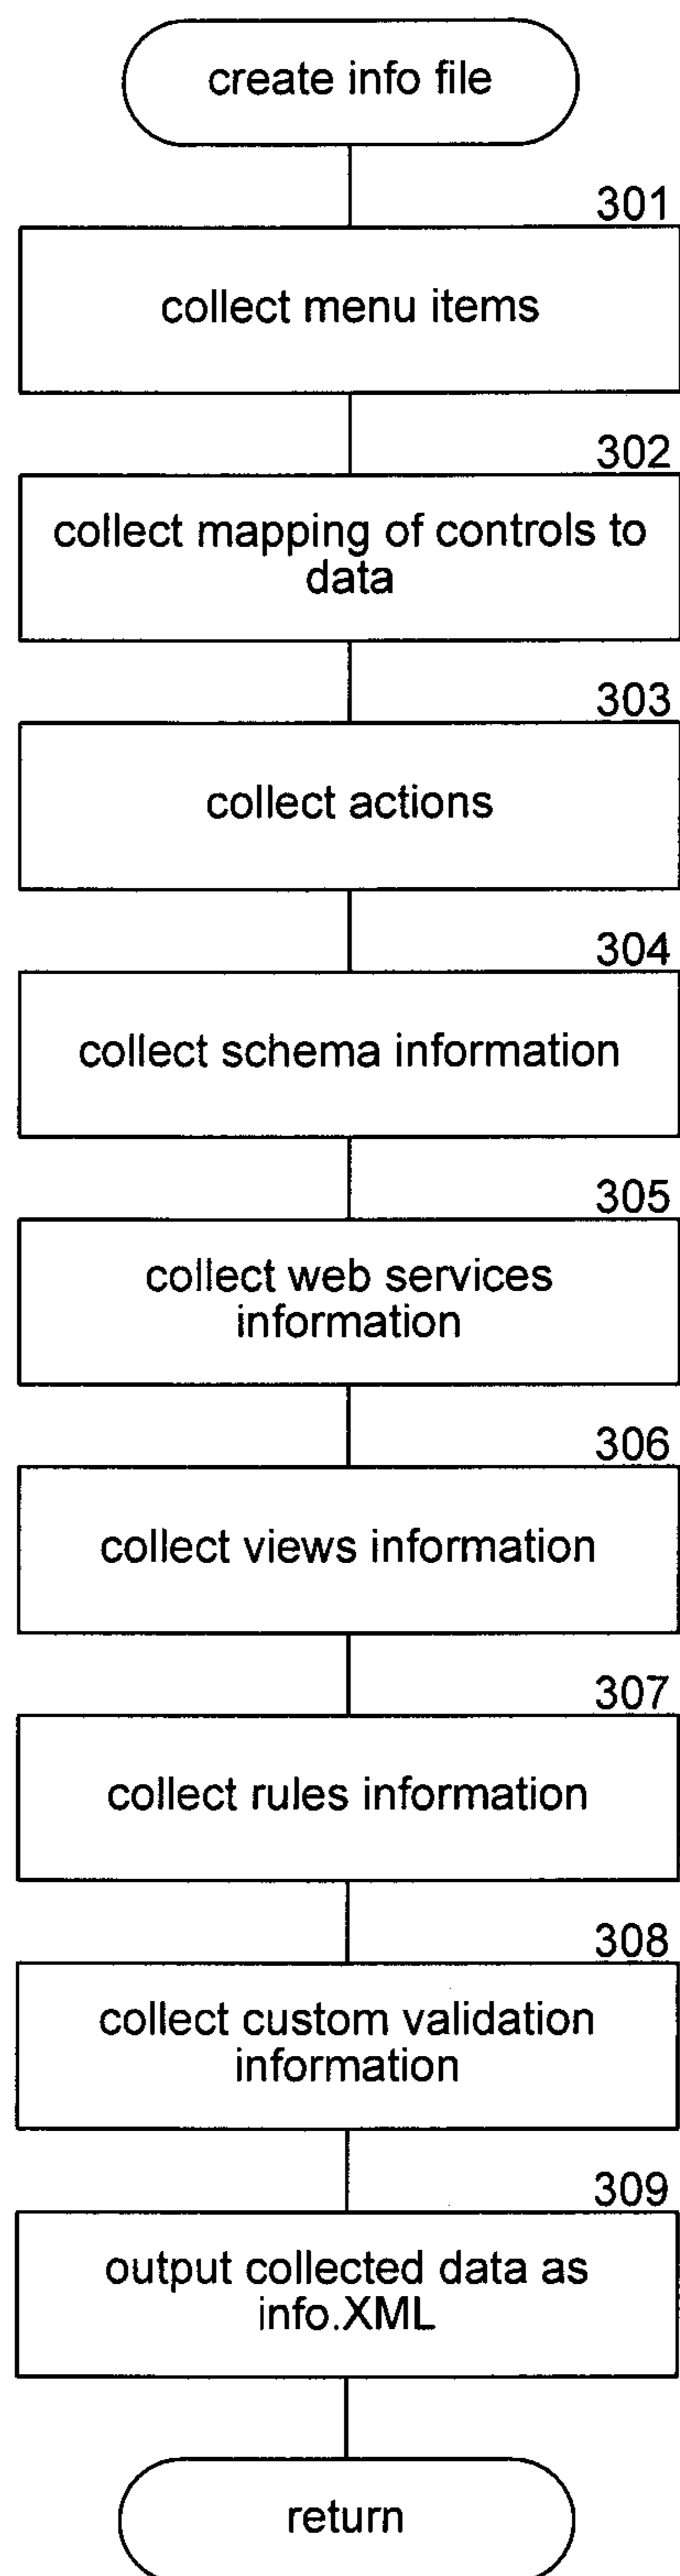 create info file
301
collect menu items
302
collect mapping of controls to
data
303
collect actions
304
collect schema information
305
collect web services
information
306
collect views information
307
collect rules information
308
collect custom validation
information
309
output collected data as
info.XML
return